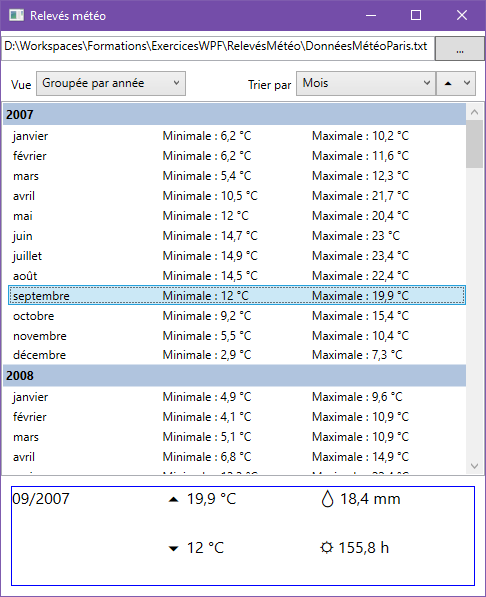 Relevés météo
D:\Workspaces\Formations\ExercicesWPF\RelevésMétéo\DonnéesMétéoParis.txt ...
Vue Groupée par année Trier par Mois
2007
janvier Minimale : 6,2 °C Maximale : 10,2 °C
février Minimale : 6,2 °C Maximale : 11,6 °C
mars Minimale : 5,4 °C Maximale : 12,3 °C
avril Minimale : 10,5 °C Maximale : 21,7 °C
mai Minimale : 12 °C Maximale : 20,4 °C
juin Minimale : 14,7 °C Maximale : 23 °C
juillet Minimale : 14,9 °C Maximale : 23,4 °C
août Minimale : 14,5 °C Maximale : 22,4 °C
septembre Minimale : 12 °C Maximale : 19,9 °C
octobre Minimale : 9,2 °C Maximale : 15,4 °C
novembre Minimale : 5,5 °C Maximale : 10,4 °C
décembre Minimale : 2,9 °C Maximale : 7,3 °C
2008
janvier Minimale : 4,9 °C Maximale : 9,6 °C
février Minimale : 4,1 °C Maximale : 10,9 °C
mars Minimale : 5,1 °C Maximale : 10,9 °C
avril Minimale : 6,8 °C Maximale : 14,9 °C
09/2007 19,9 °C 18,4 mm
12 °C 155,8 h